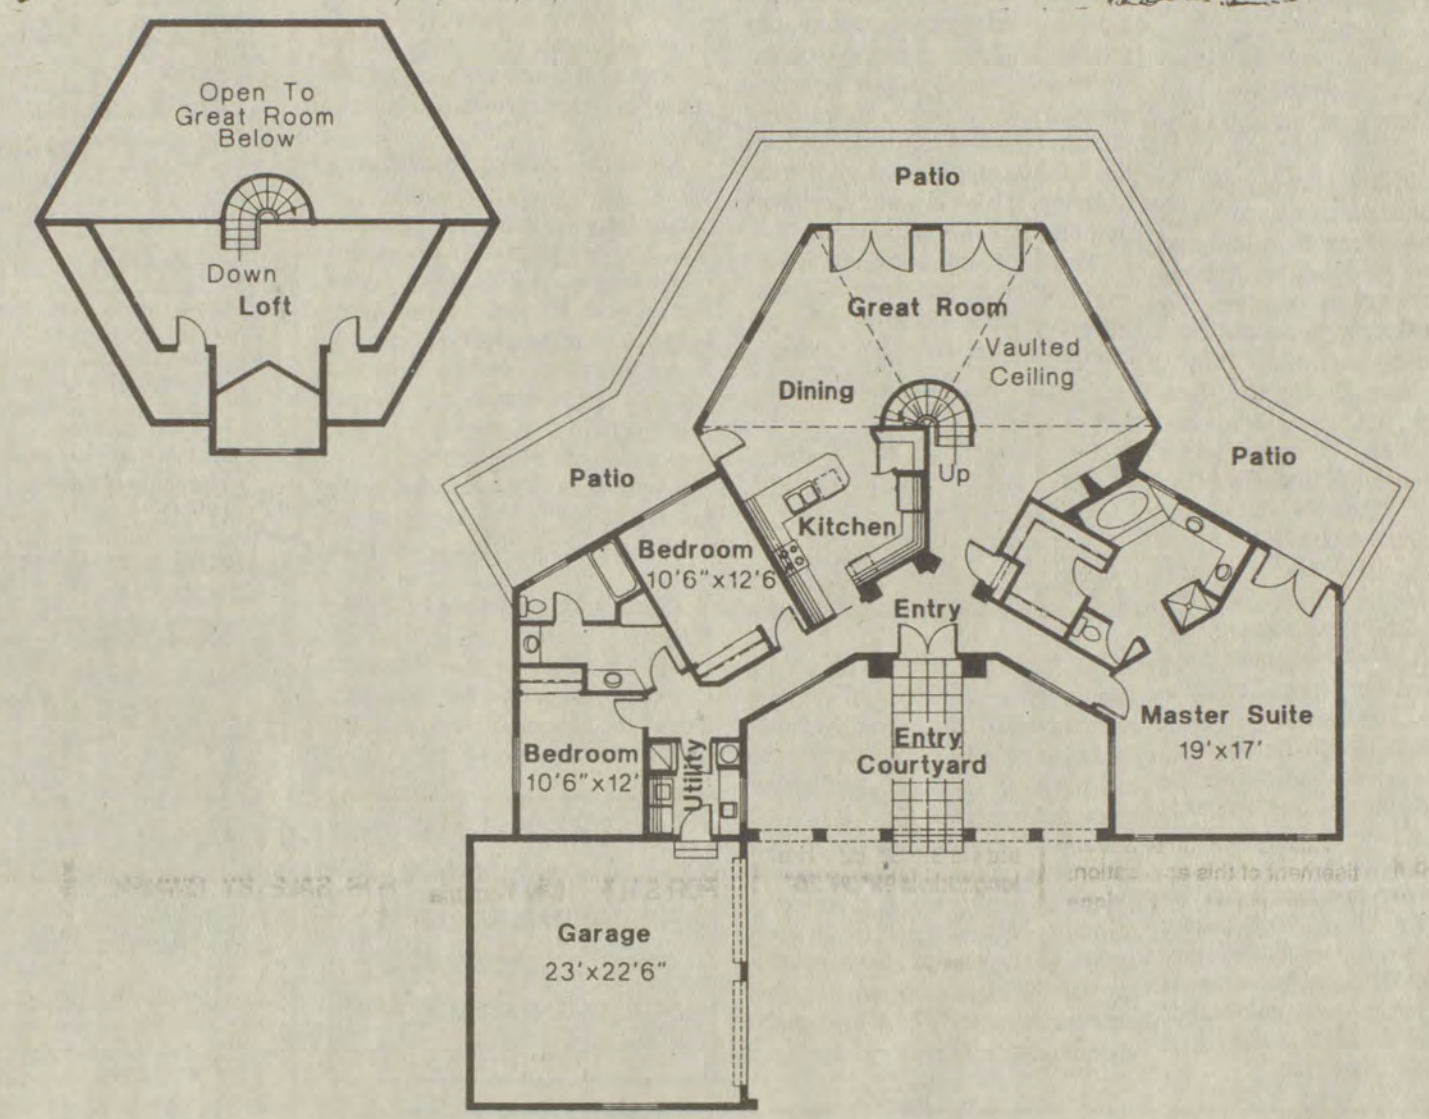 Open To
Great Room
Below
Down
Loft
Patio
Great Room
Vaulted
Ceiling
Dining
Up
Patio
Patio
Kitchen
Bedroom
10'6"x12'6
Entry
Master Suite
19'x17'
Entry
Courtyard
Bedroom
10'6"x12'
Utility
Garage
23'x22'6"